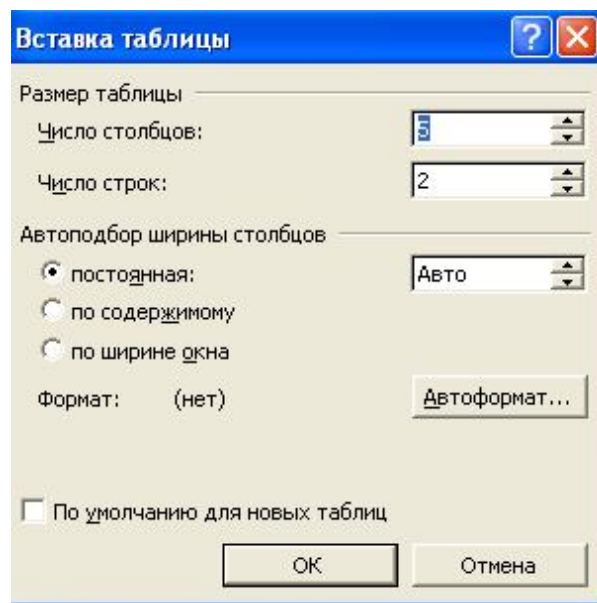 Вставка таблицы
Размер таблицы
Число столбцов: 5
Число строк: 2
Автоподбор ширины столбцов
постоянная: Авто
по содержимому
по ширине окна
Формат: (нет) Автоформат...
По умолчанию для новых таблиц
ОК Отмена